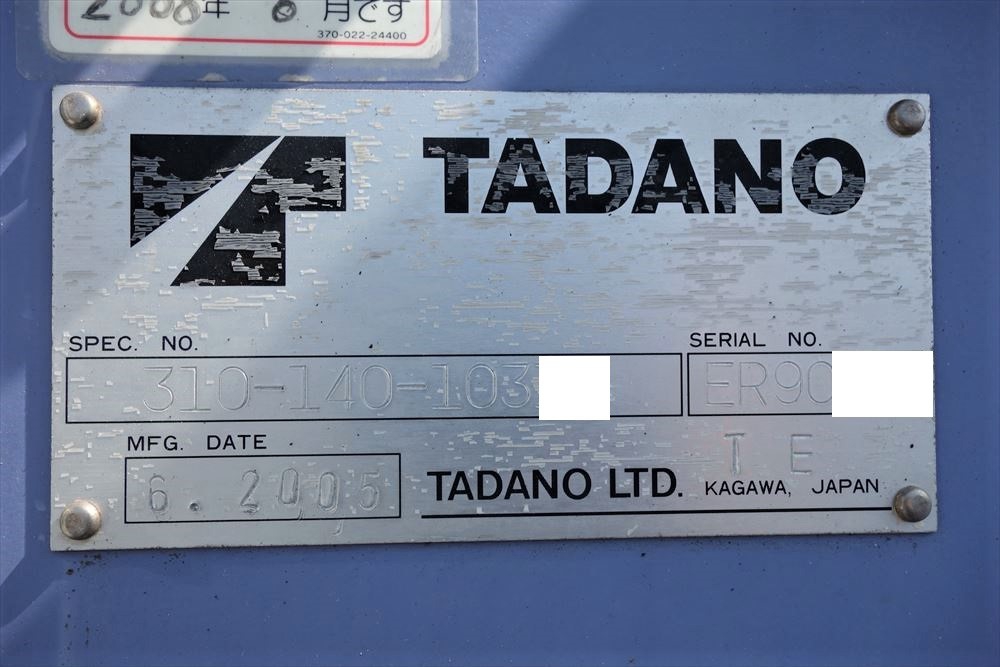 2008年 6月です
370-022-24400
TADANO
SPEC. NO.
310-140-103
SERIAL NO.
ER90
MFG. DATE
6. 2005
T E
TADANO LTD. KAGAWA, JAPAN